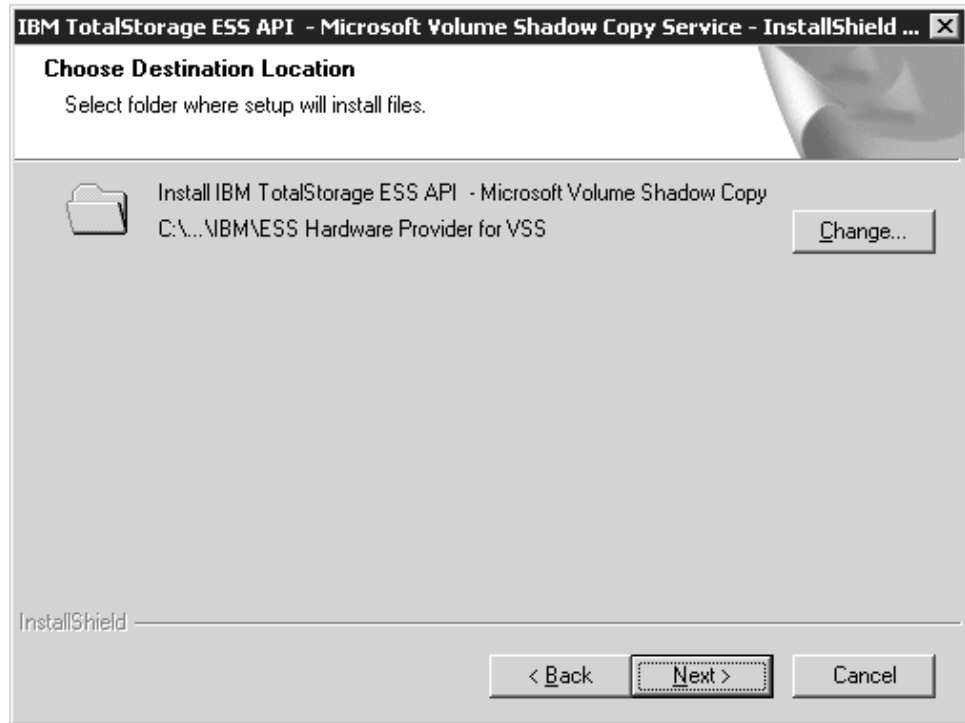 IBM TotalStorage ESS API - Microsoft Volume Shadow Copy Service - InstallShield ...
Choose Destination Location
Select folder where setup will install files.
Install IBM TotalStorage ESS API - Microsoft Volume Shadow Copy
C:\...\IBM\ESS Hardware Provider for VSS
Change...
InstallShield
< Back
Next >
Cancel